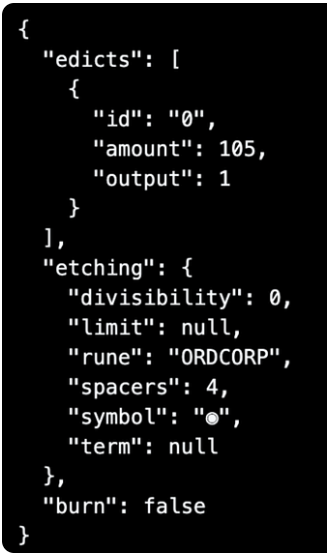 {
  "edicts": [
    {
      "id": "0",
      "amount": 105,
      "output": 1
    }
  ],
  "etching": {
    "divisibility": 0,
    "limit": null,
    "rune": "ORDCORP",
    "spacers": 4,
    "symbol": "◉",
    "term": null
  },
  "burn": false
}